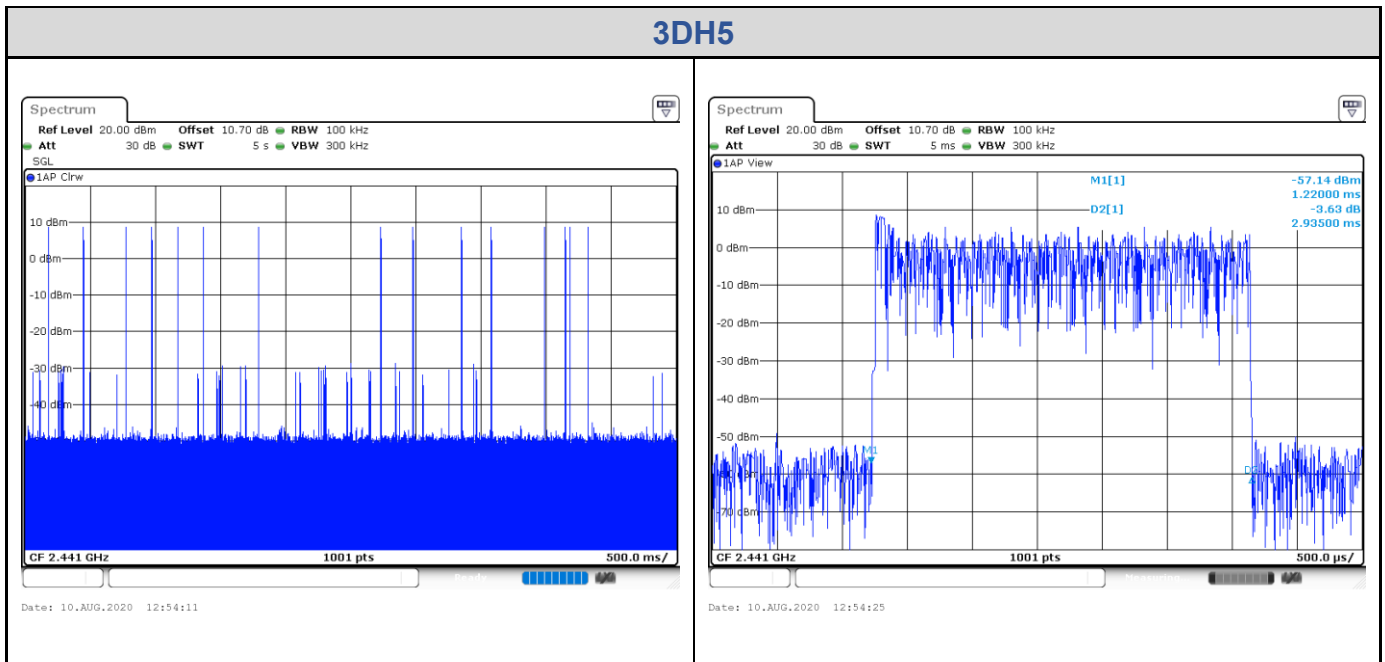 3DH5
Spectrum
Ref Level 20.00 dBm Offset 10.70 dB RBW 100 kHz
Att 30 dB SWT 5 s VBW 300 kHz
SGL
1AP Clrw
10 dBm
0 dBm
-10 dBm
-20 dBm
-30 dBm
-40 dBm
CF 2.441 GHz 1001 pts 500.0 ms/
Ready
Date: 10.AUG.2020 12:54:11
Spectrum
Ref Level 20.00 dBm Offset 10.70 dB RBW 100 kHz
Att 30 dB SWT 5 ms VBW 300 kHz
1AP View
M1[1] -57.14 dBm
1.22000 ms
D2[1] -3.63 dB
2.93500 ms
10 dBm
0 dBm
-10 dBm
-20 dBm
-30 dBm
-40 dBm
-50 dBm
M1
-70 dBm
CF 2.441 GHz 1001 pts 500.0 µs/
Measuring
Date: 10.AUG.2020 12:54:25